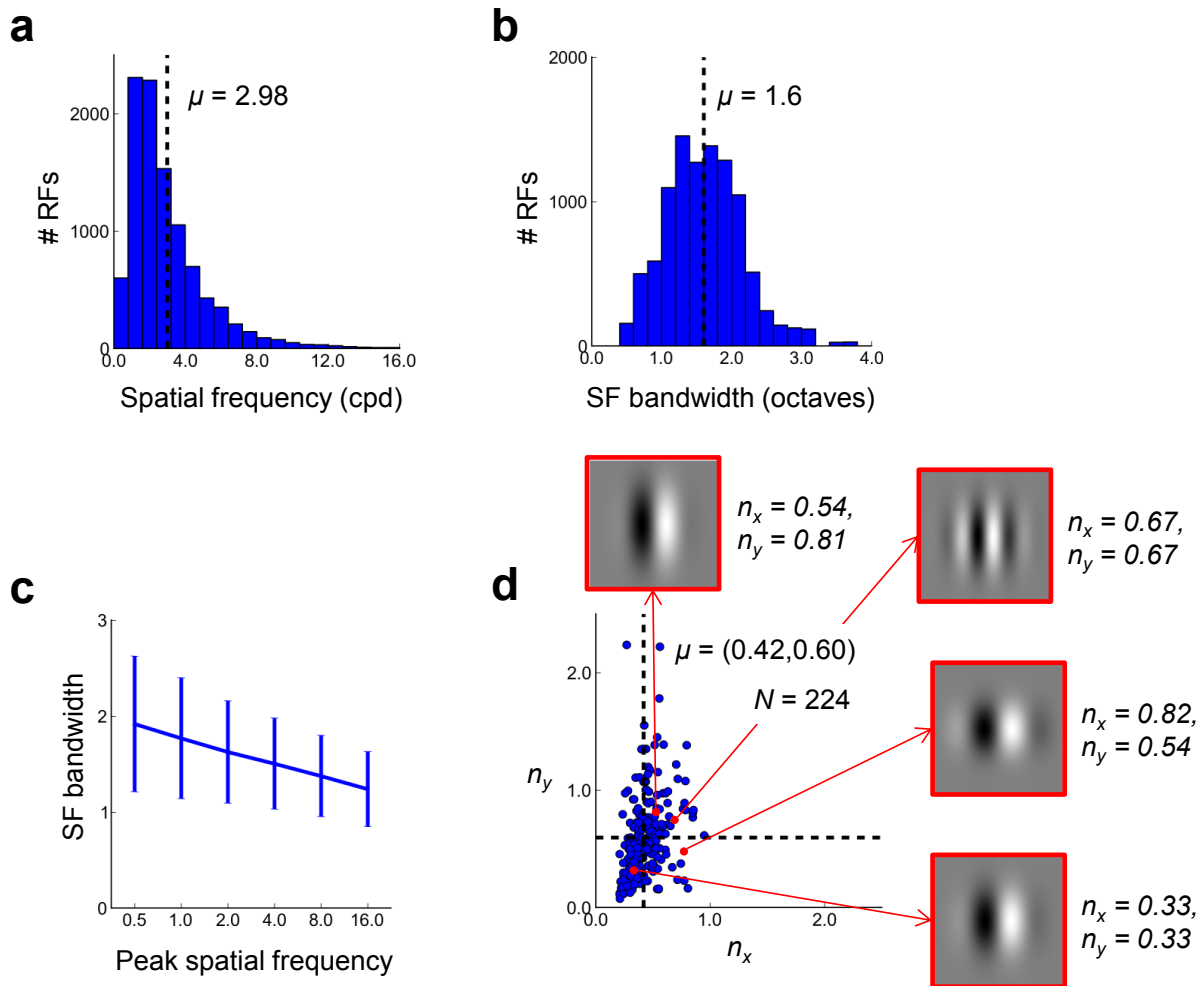 a
2000
1000
0
0.0 4.0 8.0 12.0 16.0
# RFs
μ = 2.98
Spatial frequency (cpd)
b
2000
1000
0
0.0 1.0 2.0 3.0 4.0
# RFs
μ = 1.6
SF bandwidth (octaves)
c
3
2
1
0
0.5 1.0 2.0 4.0 8.0 16.0
SF bandwidth
Peak spatial frequency
d
n_x = 0.54,
n_y = 0.81
n_x = 0.67,
n_y = 0.67
μ = (0.42,0.60)
N = 224
n_x = 0.82,
n_y = 0.54
n_x = 0.33,
n_y = 0.33
2.0
1.0
0.0
0.0 1.0 2.0
n_y
n_x